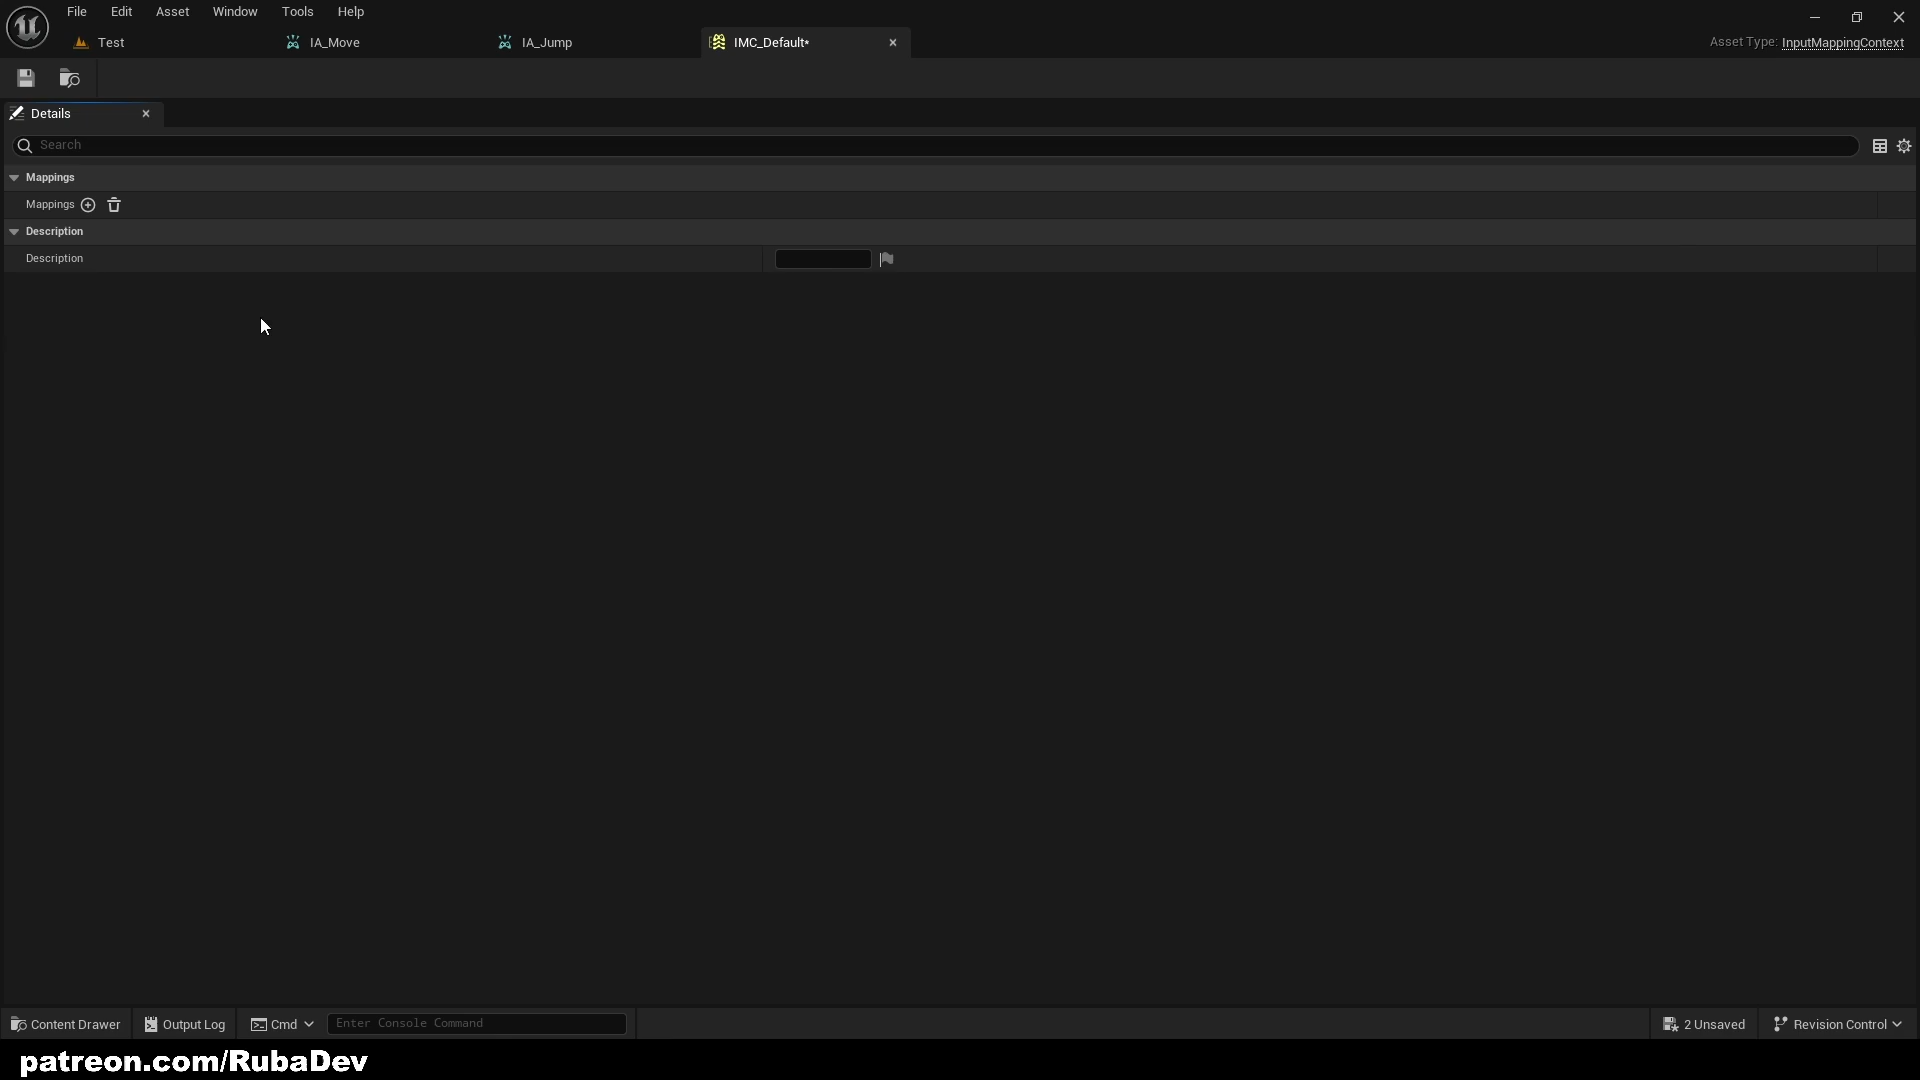 File Edit Asset Window Tools Help
Test IA_Move IA_Jump IMC_Default* Asset Type: InputMappingContext
Details
Search
Mappings
Mappings
Description
Description
Content Drawer Output Log Cmd Enter Console Command 2 Unsaved Revision Control
patreon.com/RubaDev